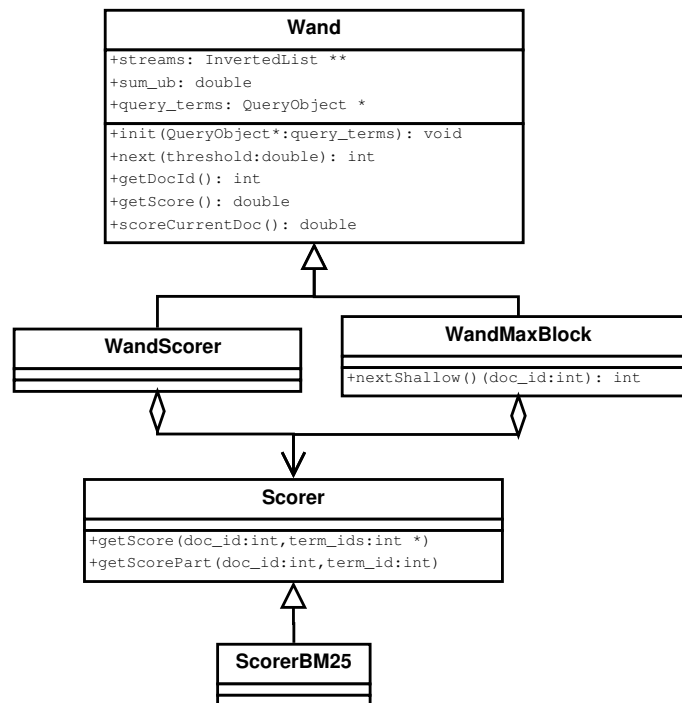 Wand
+streams: InvertedList **
+sum_ub: double
+query_terms: QueryObject *
+init(QueryObject*:query_terms): void
+next(threshold:double): int
+getDocId(): int
+getScore(): double
+scoreCurrentDoc(): double
WandScorer
WandMaxBlock
+nextShallow()(doc_id:int): int
Scorer
+getScore(doc_id:int,term_ids:int *)
+getScorePart(doc_id:int,term_id:int)
ScorerBM25